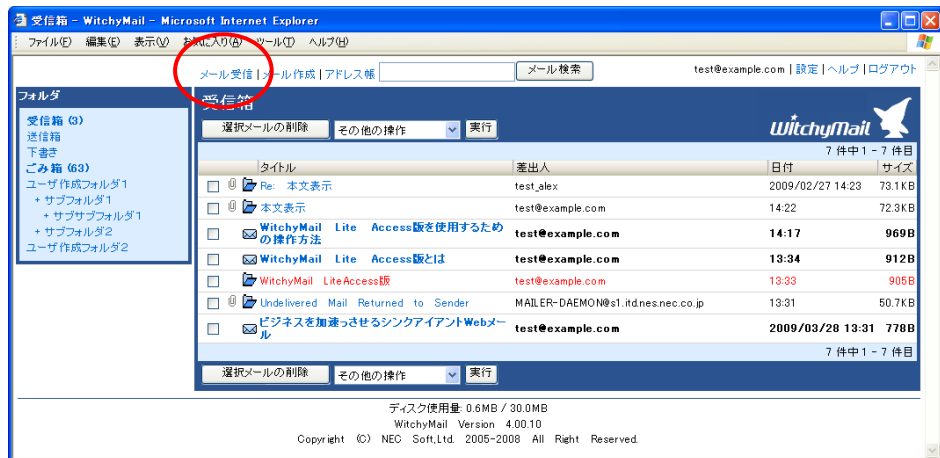 受信箱 - WitchyMail - Microsoft Internet Explorer
ファイル(F) 編集(E) 表示(V) お気に入り(A) ツール(T) ヘルプ(H)
メール受信 | メール作成 | アドレス帳 メール検索 test@example.com | 設定 | ヘルプ | ログアウト
フォルダ
受信箱 (3)
送信箱
下書き
ごみ箱 (63)
ユーザ作成フォルダ1
+ サブフォルダ1
+ サブサブフォルダ1
+ サブフォルダ2
ユーザ作成フォルダ2
受信箱
選択メールの削除 その他の操作 実行
WitchyMail
7 件中 1 - 7 件目
タイトル 差出人 日付 サイズ
Re: 本文表示 test_alex 2009/02/27 14:23 73.1KB
本文表示 test@example.com 14:22 72.3KB
WitchyMail Lite Access版を使用するため
の操作方法 test@example.com 14:17 969B
WitchyMail Lite Access版とは test@example.com 13:34 912B
WitchyMail LiteAccess版 test@example.com 13:33 905B
Undelivered Mail Returned to Sender MAILER-DAEMON@s1.itd.nes.nec.co.jp 13:31 50.7KB
ビジネスを加速っさせるシンクアイアントWebメー
ル test@example.com 2009/03/28 13:31 778B
7 件中 1 - 7 件目
選択メールの削除 その他の操作 実行
ディスク使用量: 0.6MB / 30.0MB
WitchyMail Version 4.00.10
Copyright (C) NEC Soft,Ltd. 2005-2008 All Right Reserved.